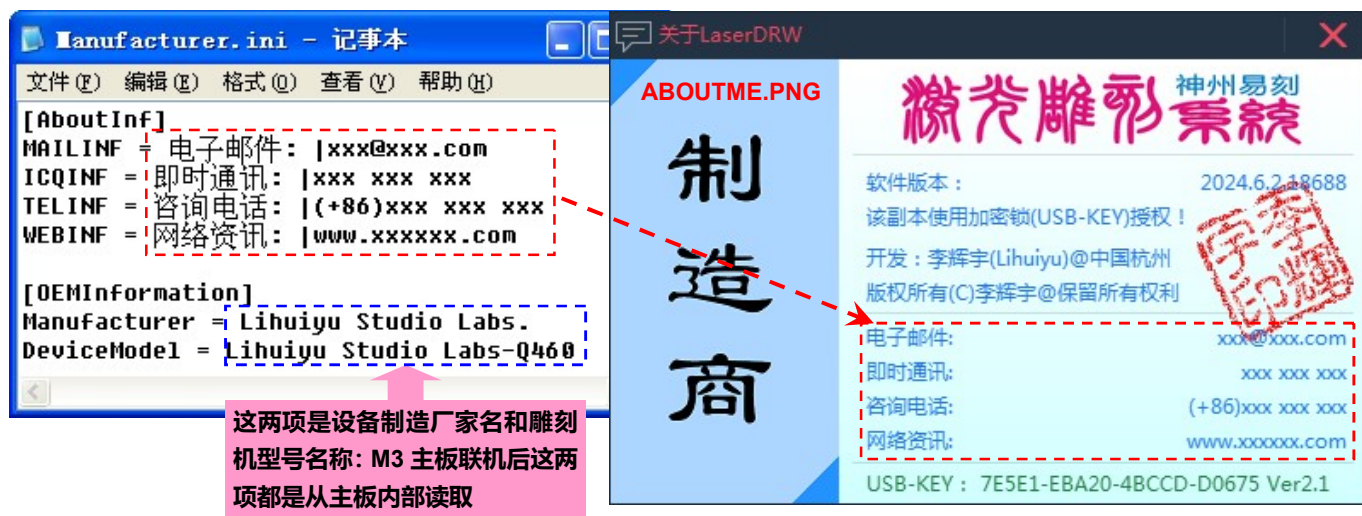 Manufacturer.ini - 记事本
文件(F) 编辑(E) 格式(O) 查看(V) 帮助(H)
[AboutInf]
MAILINF = 电子邮件: |xxx@xxx.com
ICQINF = 即时通讯: |xxx xxx xxx
TELINF = 咨询电话: |(+86)xxx xxx xxx
WEBINF = 网络资讯: |www.xxxxxx.com
[OEMInformation]
Manufacturer = Lihuiyu Studio Labs.
DeviceModel = Lihuiyu Studio Labs-Q460
这两项是设备制造厂家名和雕刻
机型号名称: M3 主板联机后这两
项都是从主板内部读取
关于LaserDRW
ABOUTME.PNG
制
造
商
激光雕刻
神州易刻
系統
软件版本：
2024.6.2.18688
该副本使用加密锁(USB-KEY)授权！
开发：李辉宇(Lihuiyu)@中国杭州
版权所有(C)李辉宇@保留所有权利
李輝宇印
电子邮件: xxx@xxx.com
即时通讯: xxx xxx xxx
咨询电话: (+86)xxx xxx xxx
网络资讯: www.xxxxxx.com
USB-KEY： 7E5E1-EBA20-4BCCD-D0675 Ver2.1